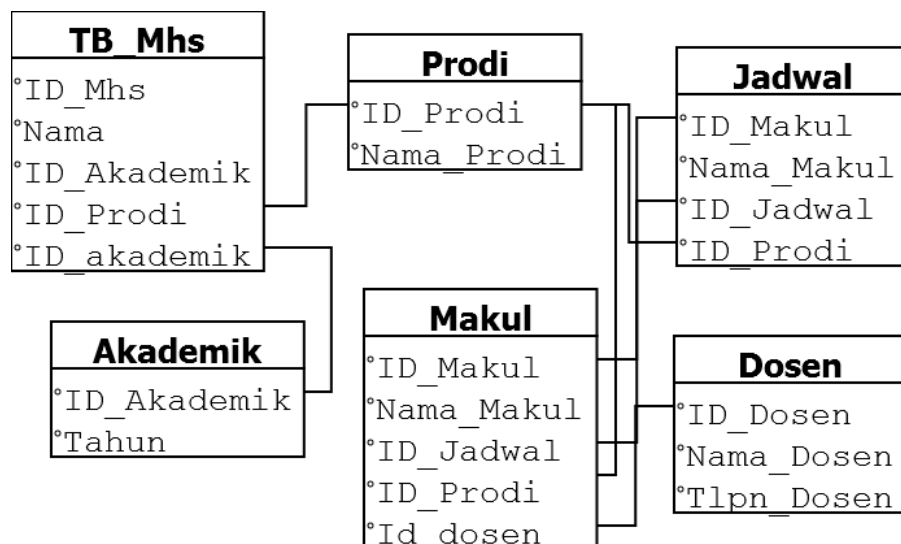 TB_Mhs
°ID_Mhs
°Nama
°ID_Akademik
°ID_Prodi
°ID_akademik
Prodi
°ID_Prodi
°Nama_Prodi
Jadwal
°ID_Makul
°Nama_Makul
°ID_Jadwal
°ID_Prodi
Akademik
°ID_Akademik
°Tahun
Makul
°ID_Makul
°Nama_Makul
°ID_Jadwal
°ID_Prodi
°Id_dosen
Dosen
°ID_Dosen
°Nama_Dosen
°Tlpn_Dosen